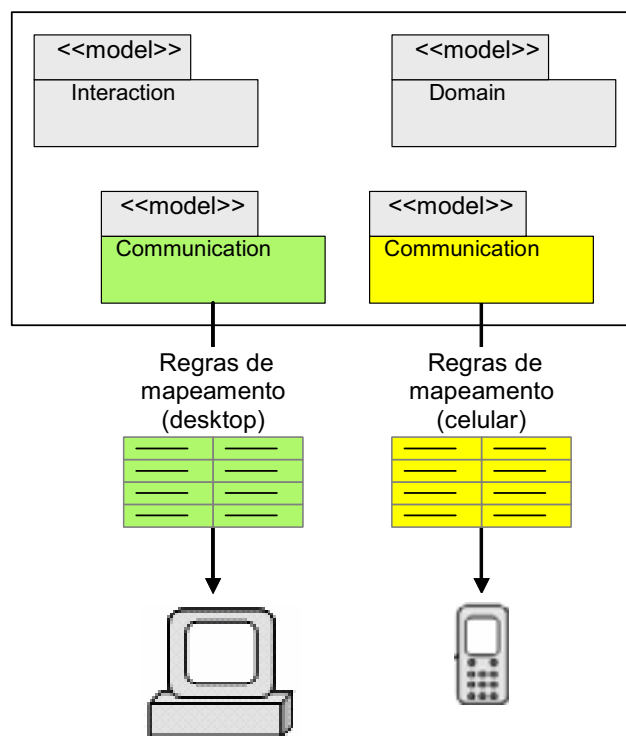 <<model>>
Interaction
<<model>>
Domain
<<model>>
Communication
<<model>>
Communication
Regras de
mapeamento
(desktop)
Regras de
mapeamento
(celular)